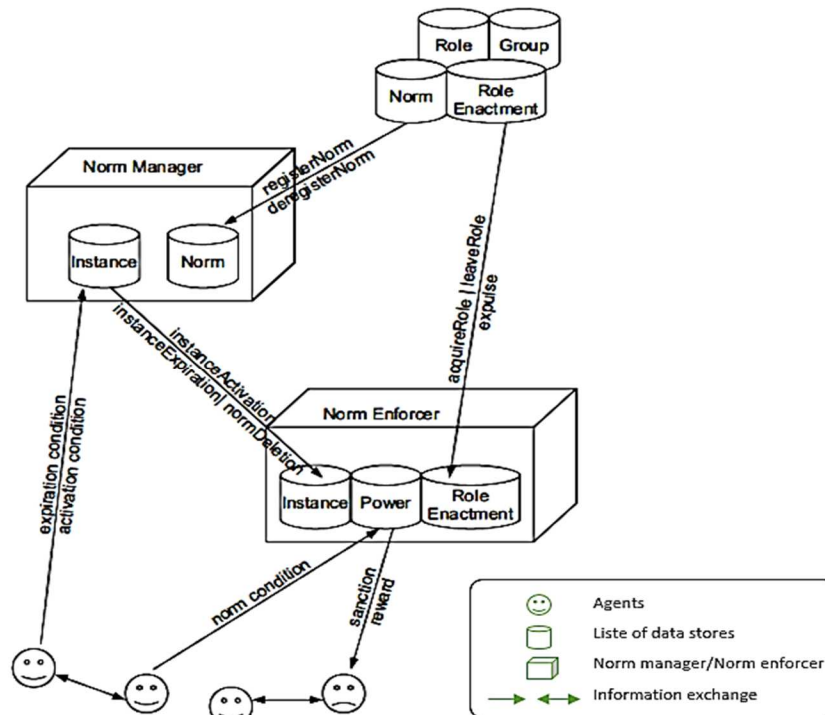 Role
Group
Norm
Role
Enactment
Norm Manager
registerNorm
deregisterNorm
Instance
Norm
acquireRole | leaveRole
expulse
instanceActivation
instanceExpiration| normDeletion
expiration condition
activation condition
Norm Enforcer
Instance
Power
Role
Enactment
norm condition
sanction
reward
Agents
Liste of data stores
Norm manager/Norm enforcer
Information exchange